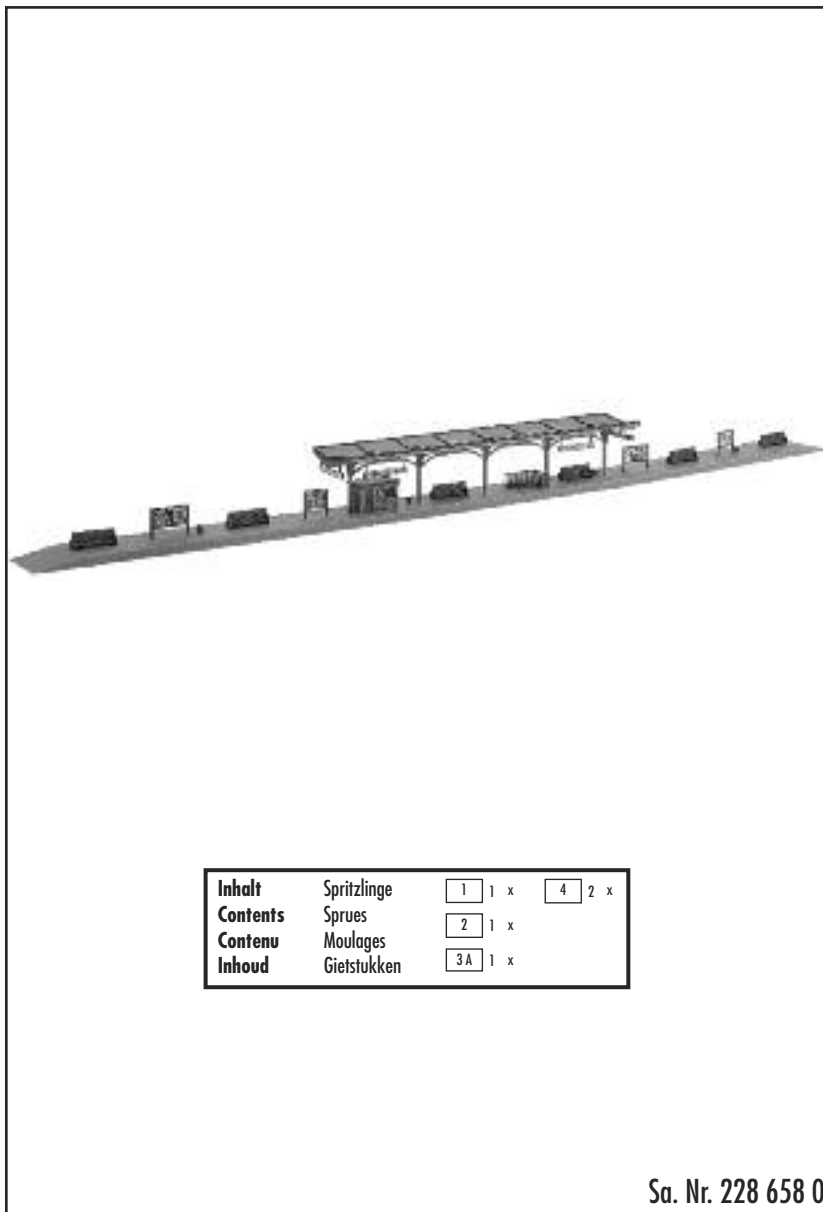 Inhalt Spritzlinge 1 1 x 4 2 x
Contents Sprues 2 1 x
Contenu Moulages
Inhoud Gietstukken 3 A 1 x
Sa. Nr. 228 658 0